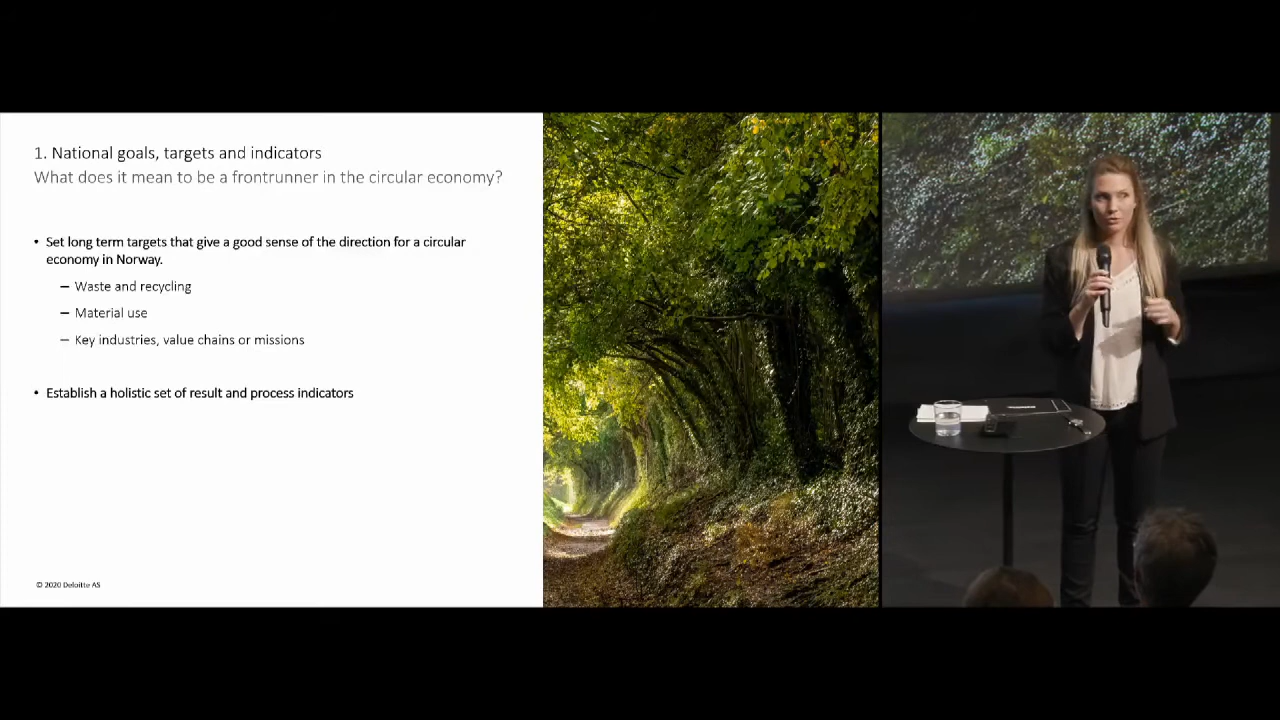 1. National goals, targets and indicators
What does it mean to be a frontrunner in the circular economy?
• Set long term targets that give a good sense of the direction for a circular
economy in Norway.
– Waste and recycling
– Material use
– Key industries, value chains or missions
• Establish a holistic set of result and process indicators
© 2020 Deloitte AS